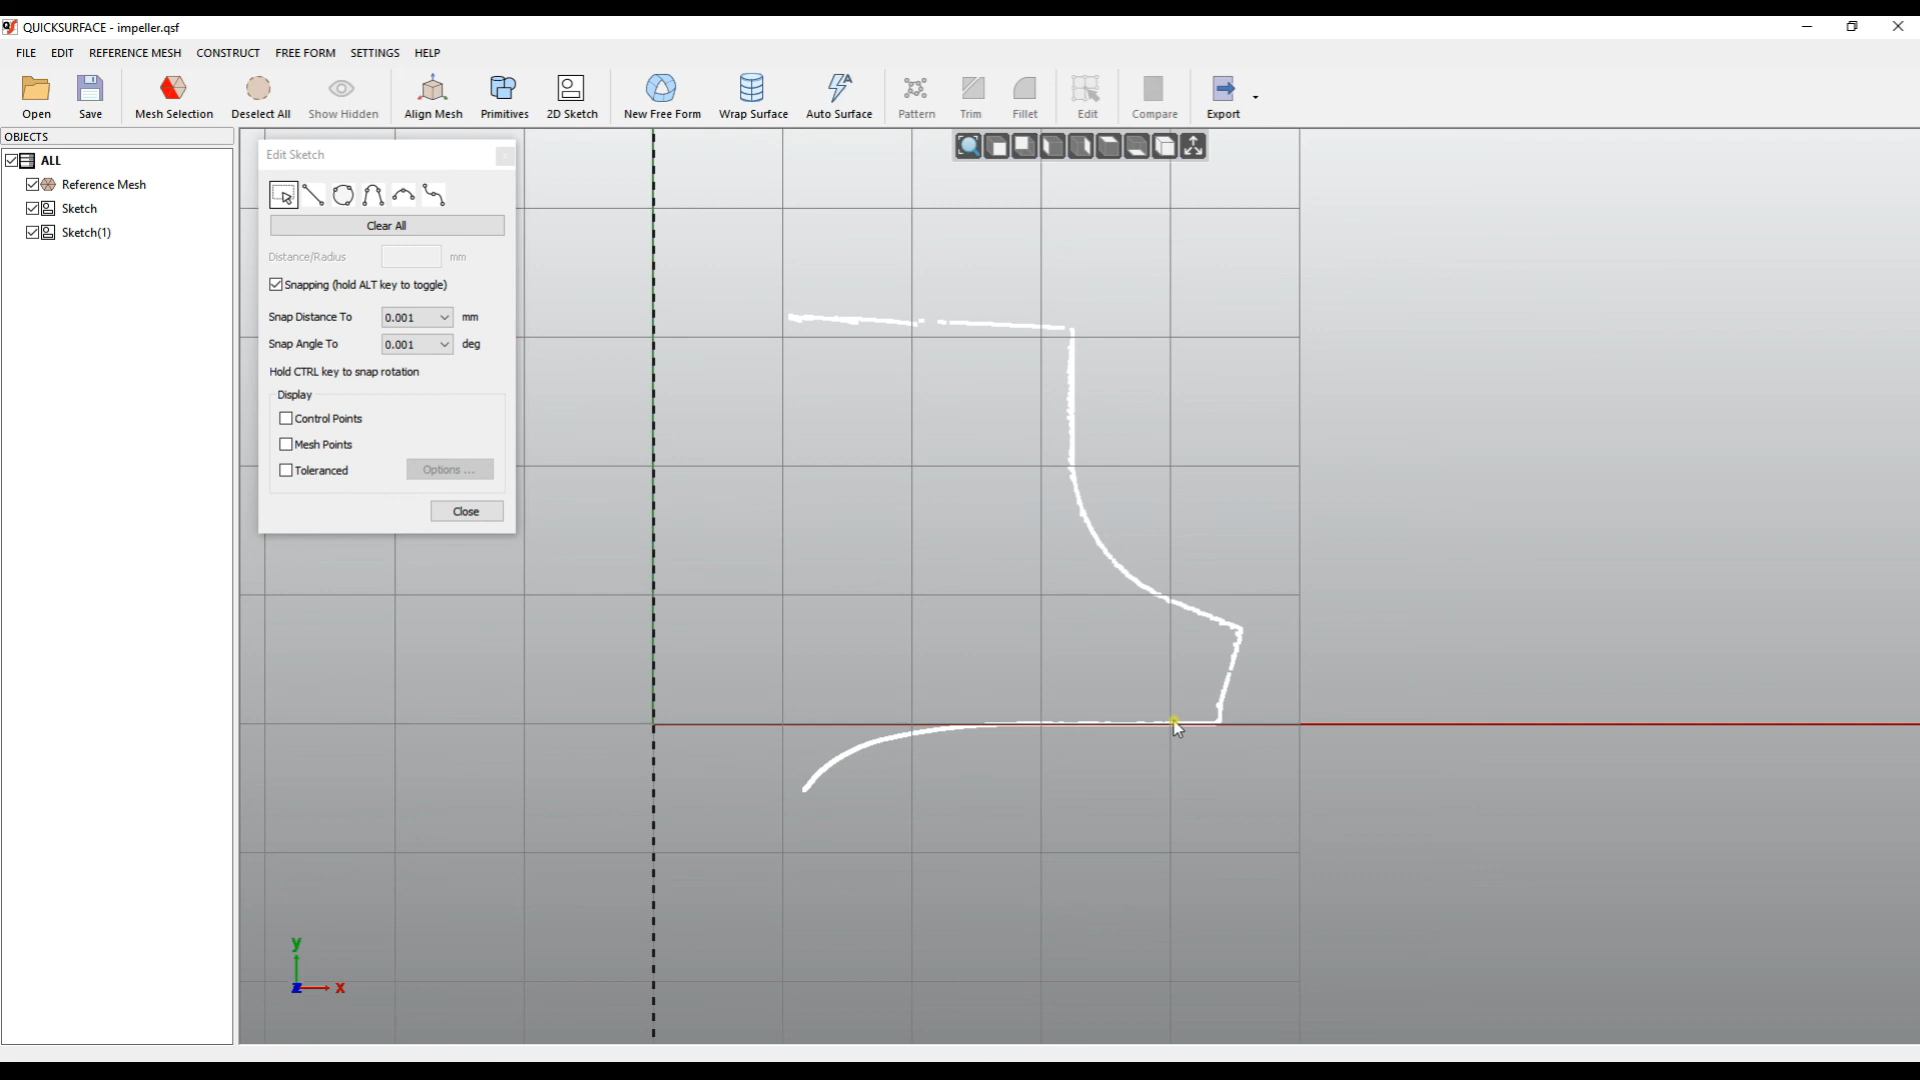 QUICKSURFACE - impeller.qsf
FILE EDIT REFERENCE MESH CONSTRUCT FREE FORM SETTINGS HELP
Open Save Mesh Selection Deselect All Show Hidden Align Mesh Primitives 2D Sketch New Free Form Wrap Surface Auto Surface Pattern Trim Fillet Edit Compare Export
OBJECTS
ALL
Reference Mesh
Sketch
Sketch(1)
Edit Sketch
Clear All
Distance/Radius mm
Snapping (hold ALT key to toggle)
Snap Distance To 0.001 mm
Snap Angle To 0.001 deg
Hold CTRL key to snap rotation
Display
Control Points
Mesh Points
Toleranced Options ...
Close
y
z x